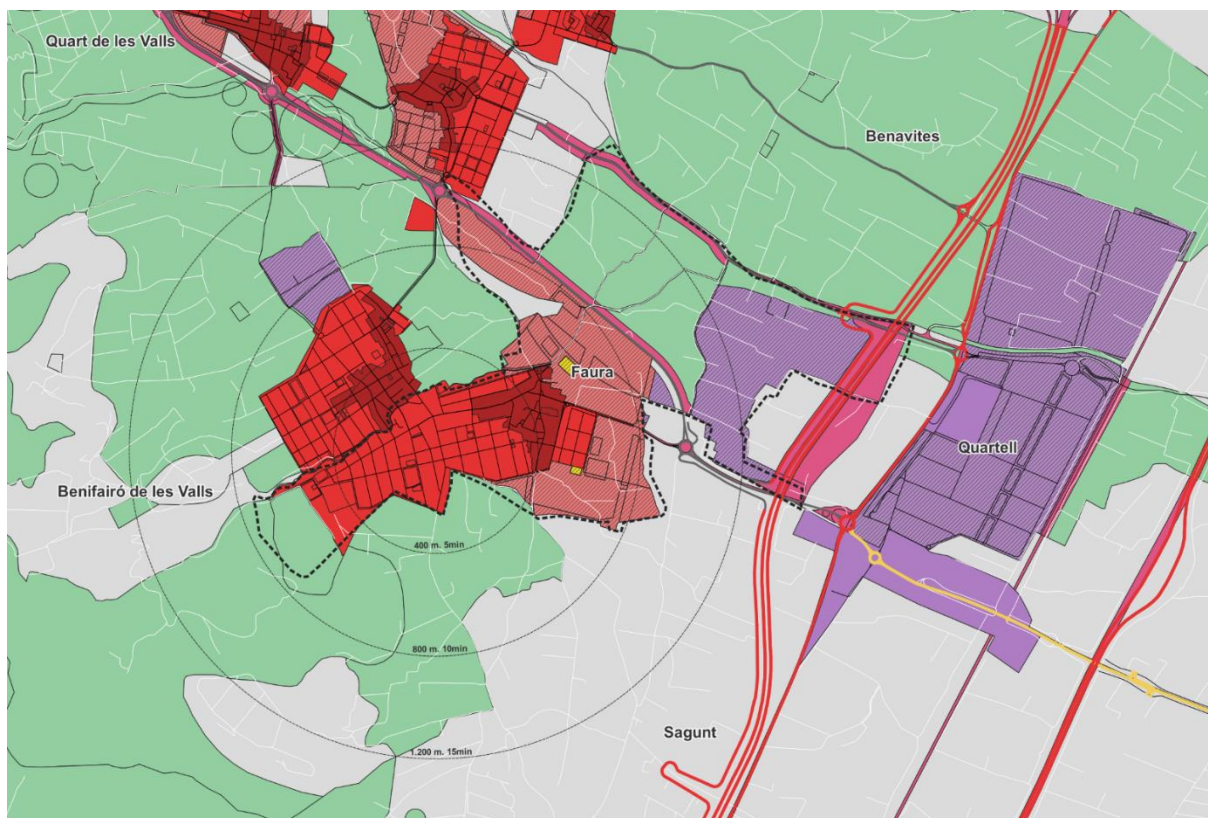 Quart de les Valls
Benavites
Faura
Quartell
Benifairó de les Valls
400 m. 5min
800 m. 10min
Sagunt
1.200 m. 15min